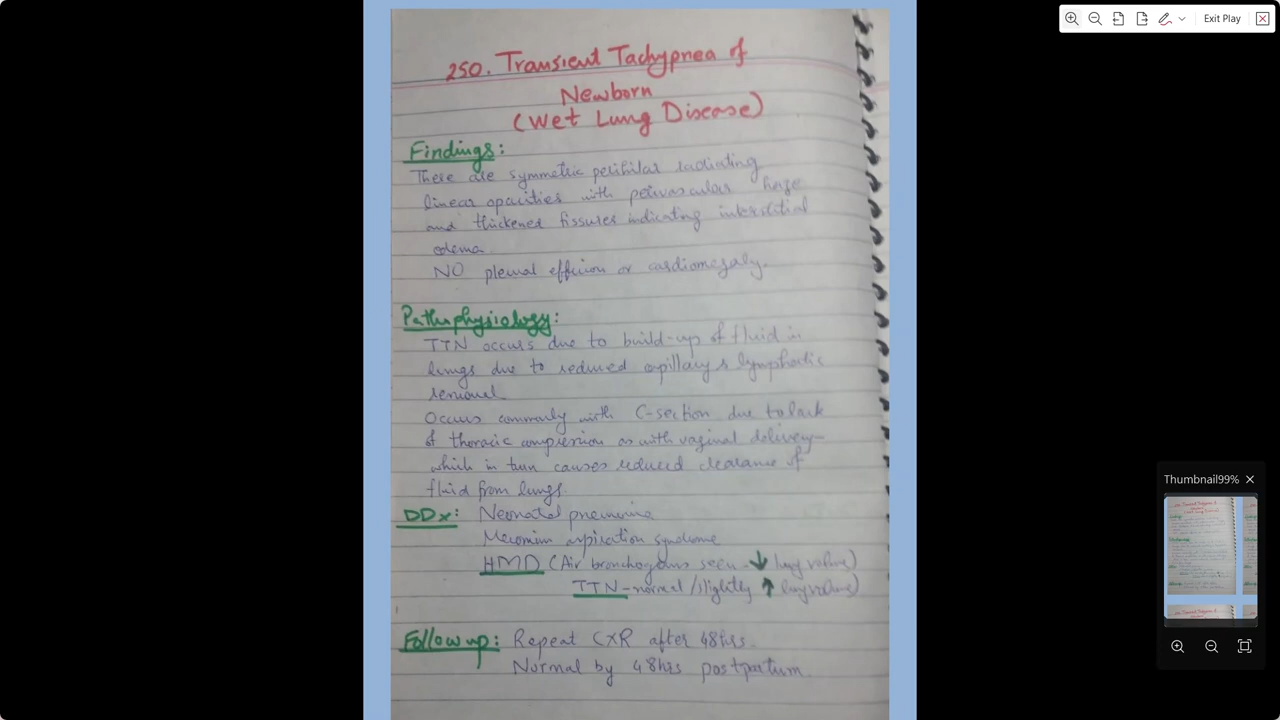 Exit Play
250. Transient Tachypnea of
Newborn
(Wet Lung Disease)
Findings:
There are symmetric perihilar radiating
linear opacities with perivascular haze
and thickened fissures indicating interstitial
edema.
NO pleural effusion or cardiomegaly.
Pathophysiology:
TTN occurs due to build-up of fluid in
lungs due to reduced capillary & lymphatic
removal.
Occurs commonly with C-section due to lack
of thoracic compression as with vaginal delivery
which in turn causes reduced clearance of
fluid from lungs.
DDx: Neonatal pneumonia
Meconium aspiration syndrome
HMD (Air bronchograms seen - ↓ lung volume)
TTN - normal/slightly ↑ lung volume)
Follow up: Repeat CXR after 48hrs.
Normal by 48hrs postpartum.
Thumbnail99%